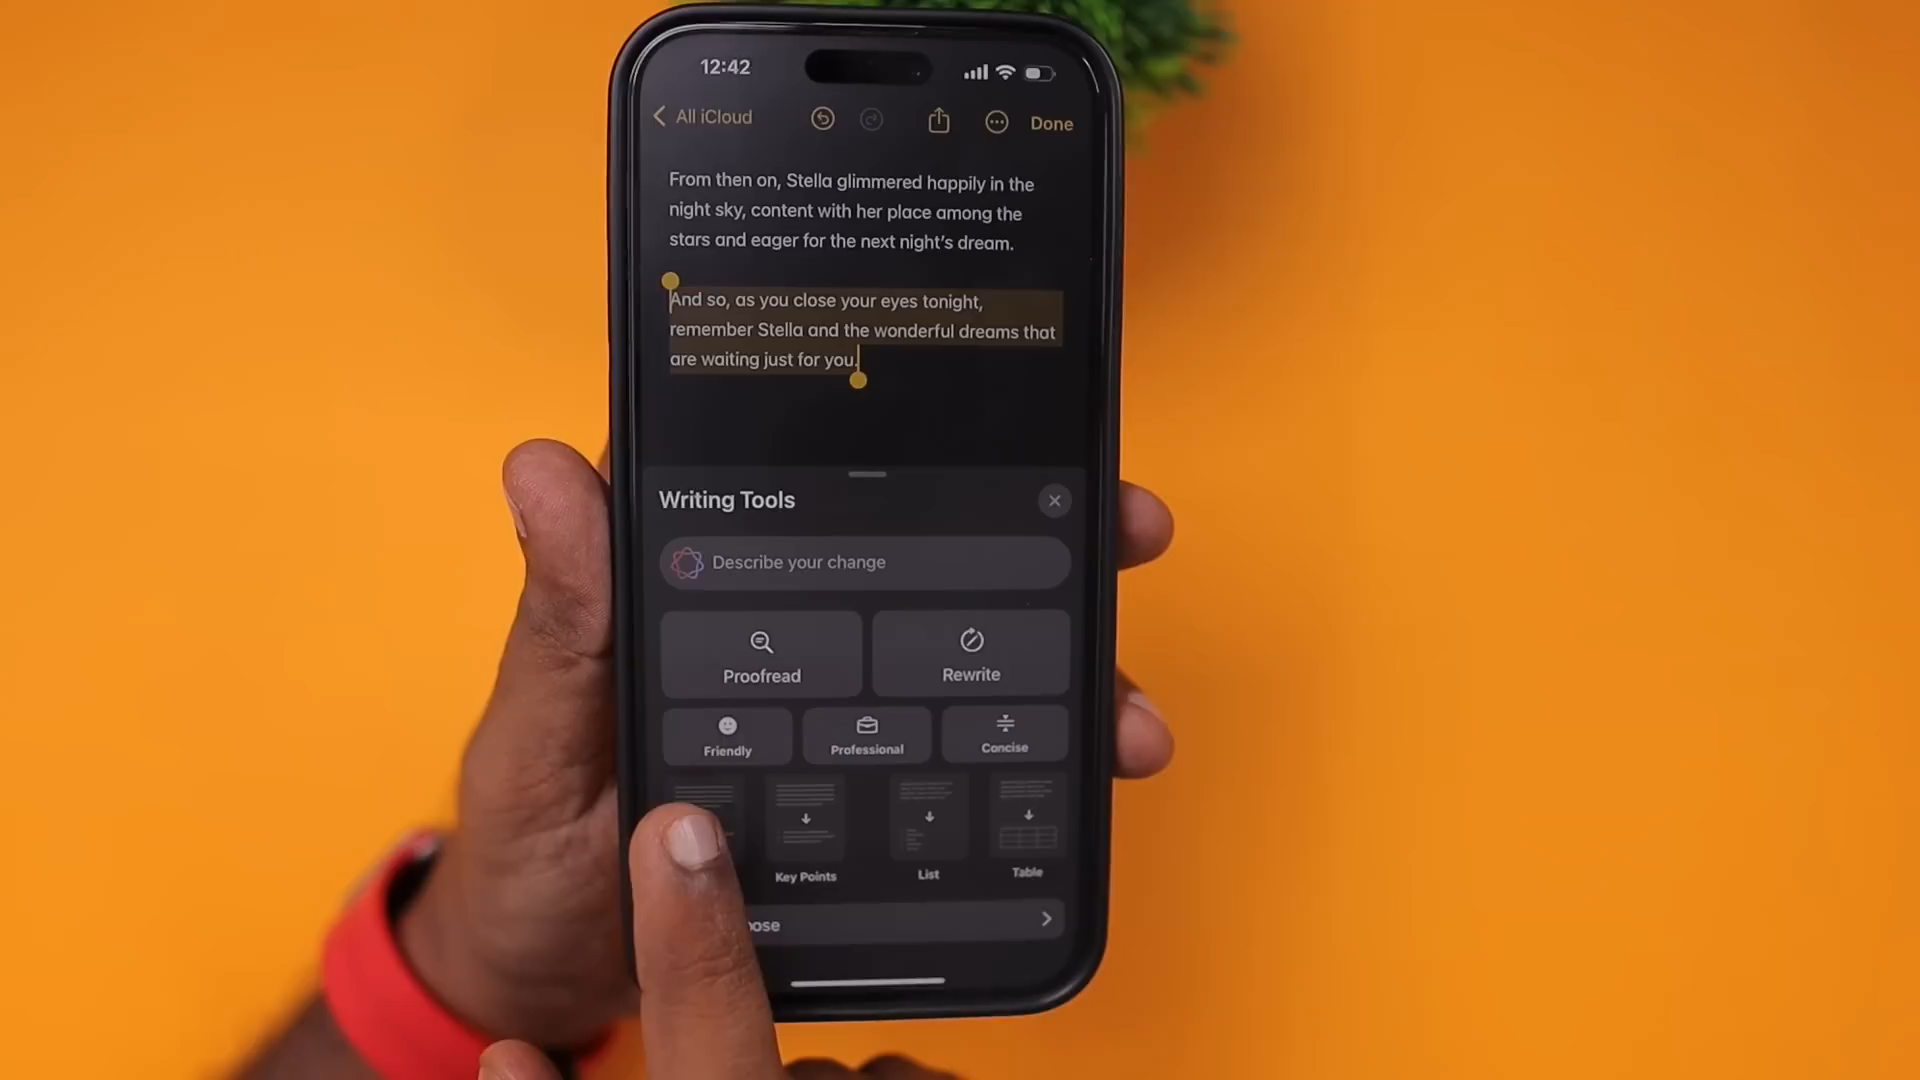 12:42
All iCloud
Done
From then on, Stella glimmered happily in the
night sky, content with her place among the
stars and eager for the next night's dream.
And so, as you close your eyes tonight,
remember Stella and the wonderful dreams that
are waiting just for you.
Writing Tools
Describe your change
Proofread
Rewrite
Friendly
Professional
Concise
Key Points
List
Table